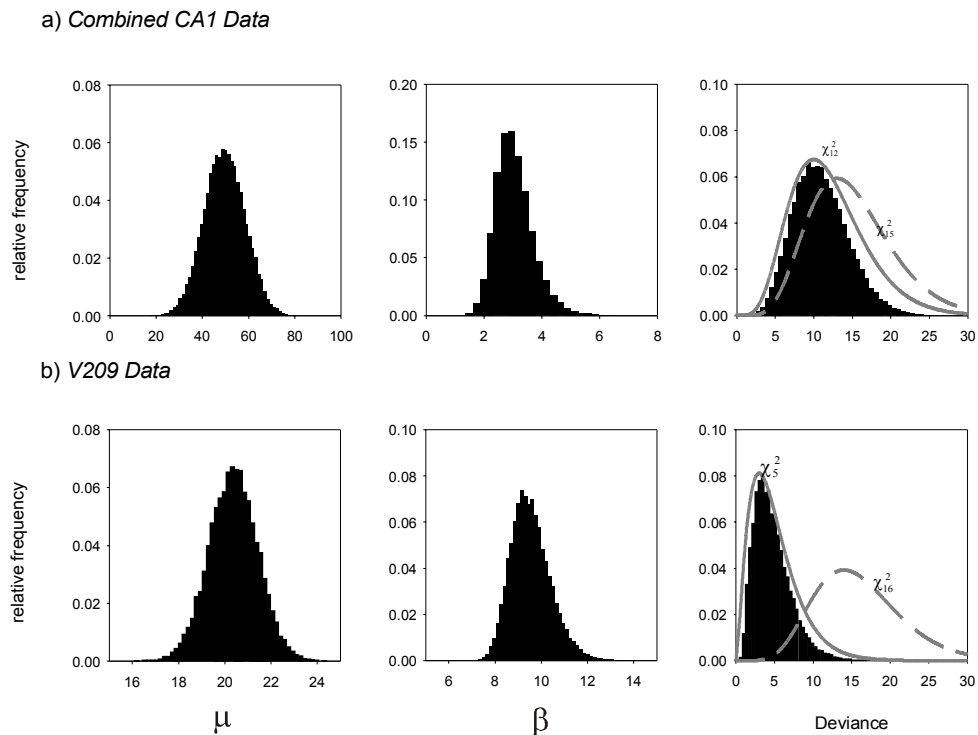 a) Combined CA1 Data
relative frequency
0.08
0.06
0.04
0.02
0.00
0 20 40 60 80 100
0.20
0.15
0.10
0.05
0.00
0 2 4 6 8
0.10
0.08
0.06
0.04
0.02
0.00
0 5 10 15 20 25 30
χ²₁₂
χ²₁₅
b) V209 Data
relative frequency
0.08
0.06
0.04
0.02
0.00
16 18 20 22 24
μ
0.10
0.08
0.06
0.04
0.02
0.00
6 8 10 12 14
β
0.10
0.08
0.06
0.04
0.02
0.00
0 5 10 15 20 25 30
χ²₅
χ²₁₆
Deviance